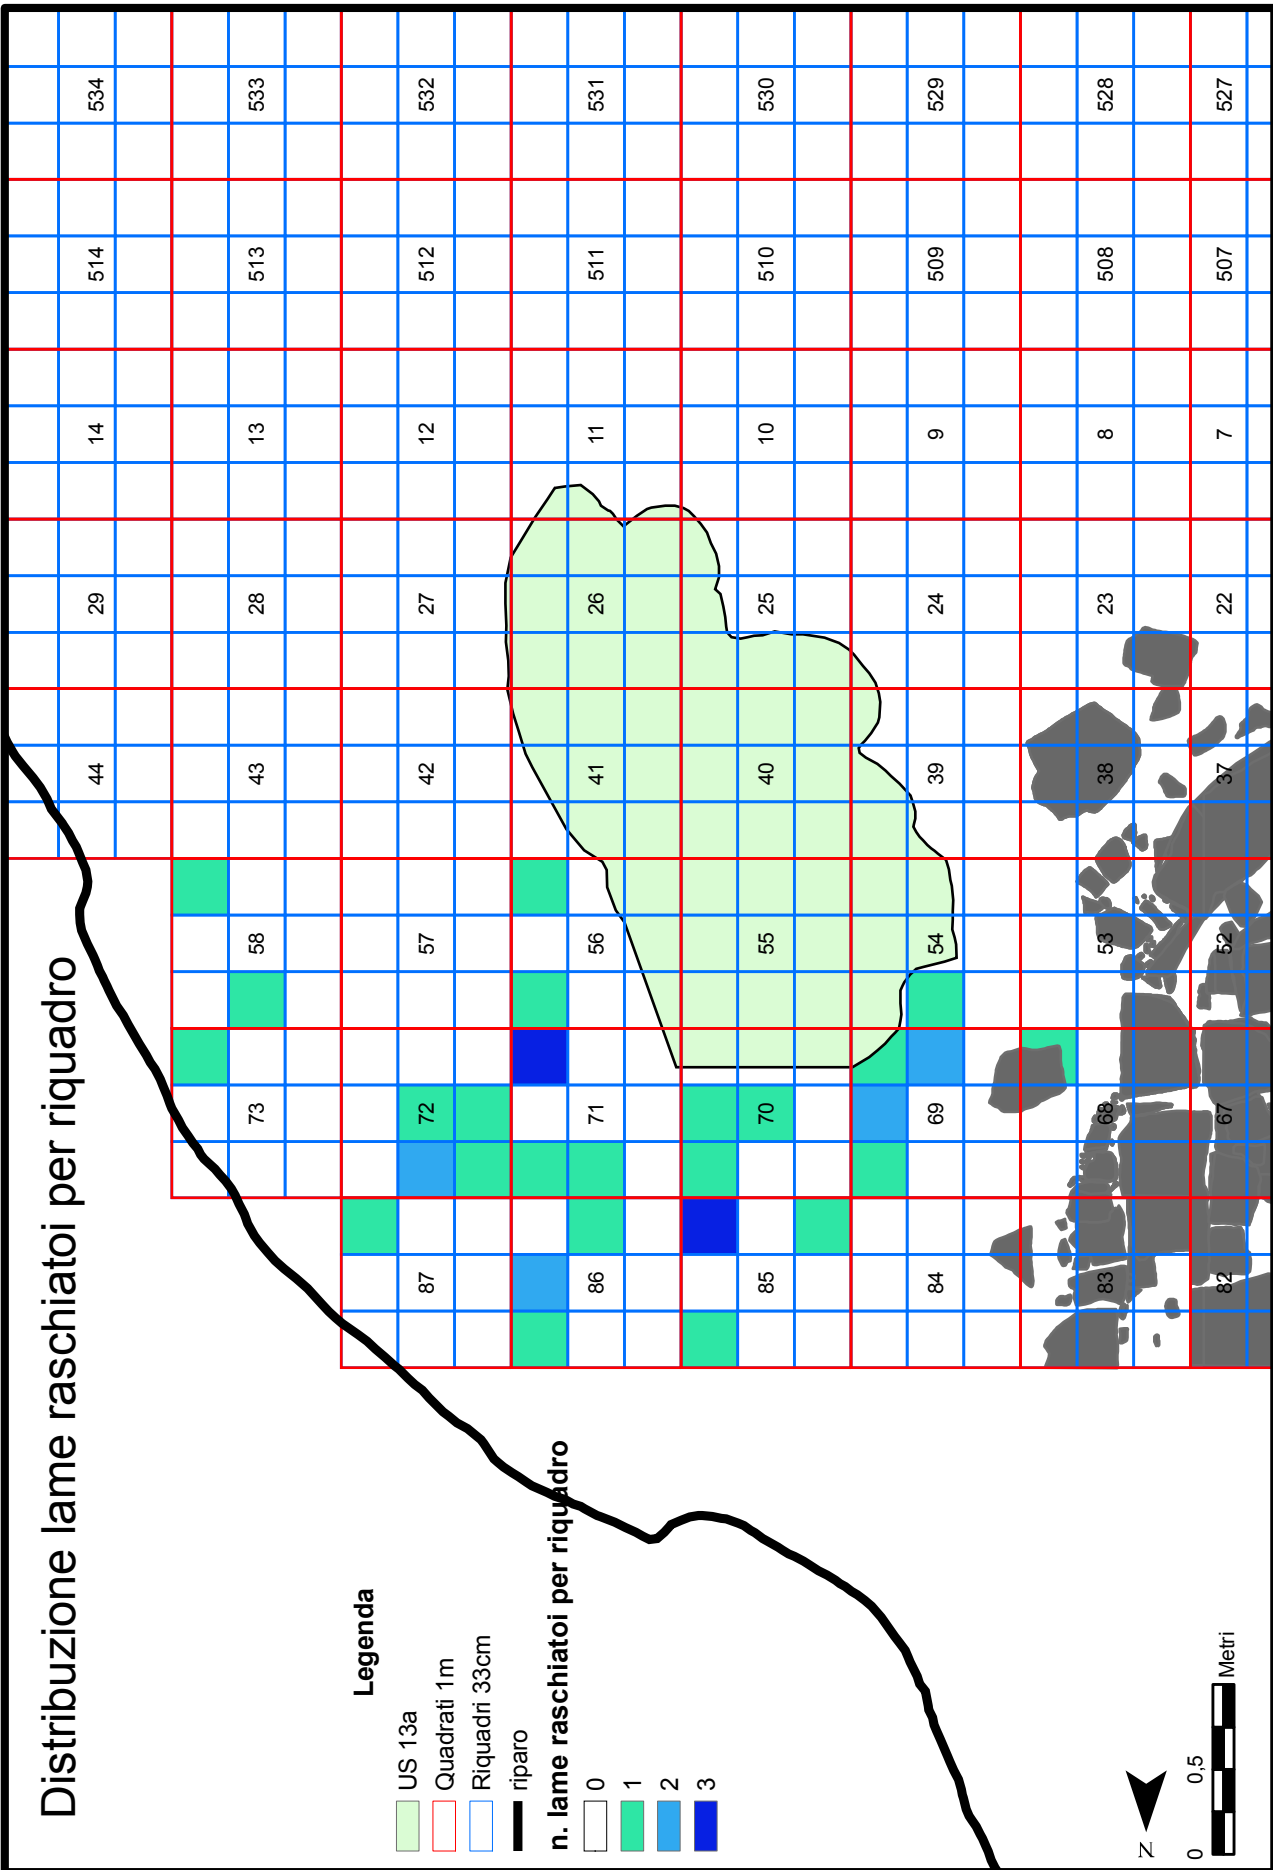 Distribuzione lame raschiatoi per riquadro
Legenda
US 13a
Quadrati 1m
Riquadri 33cm
riparo
n. lame raschiatoi per riquadro
0
1
2
3
N
0 0,5
Metri
44 29 14 514 534
73 58 43 28 13 513 533
87 72 57 42 27 12 512 532
86 71 56 41 26 11 511 531
85 70 55 40 25 10 510 530
84 69 54 39 24 9 509 529
83 68 53 38 23 8 508 528
82 67 52 37 22 7 507 527